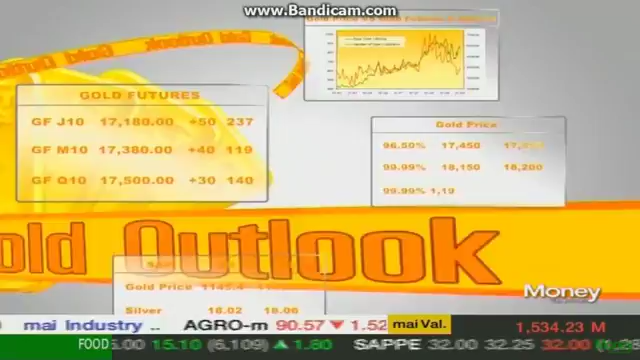 www.Bandicam.com
Gold Outlook
GOLD FUTURES
GF J10 17,180.00 +50 237
GF M10 17,380.00 +40 119
GF Q10 17,500.00 +30 140
Gold Price
96.50% 17,450
99.99% 18,150 18,200
99.99% 1,19
old Outlook
Gold Price
Silver 18.02 18.06
Money
mai Industry .. AGRO-m 90.57 ▼ 1.52 mai Val. 1,534.23 M
FOOD 5.00 15.10 (6,109) ▲ 1.80 SAPPE 32.00 32.25 32.00